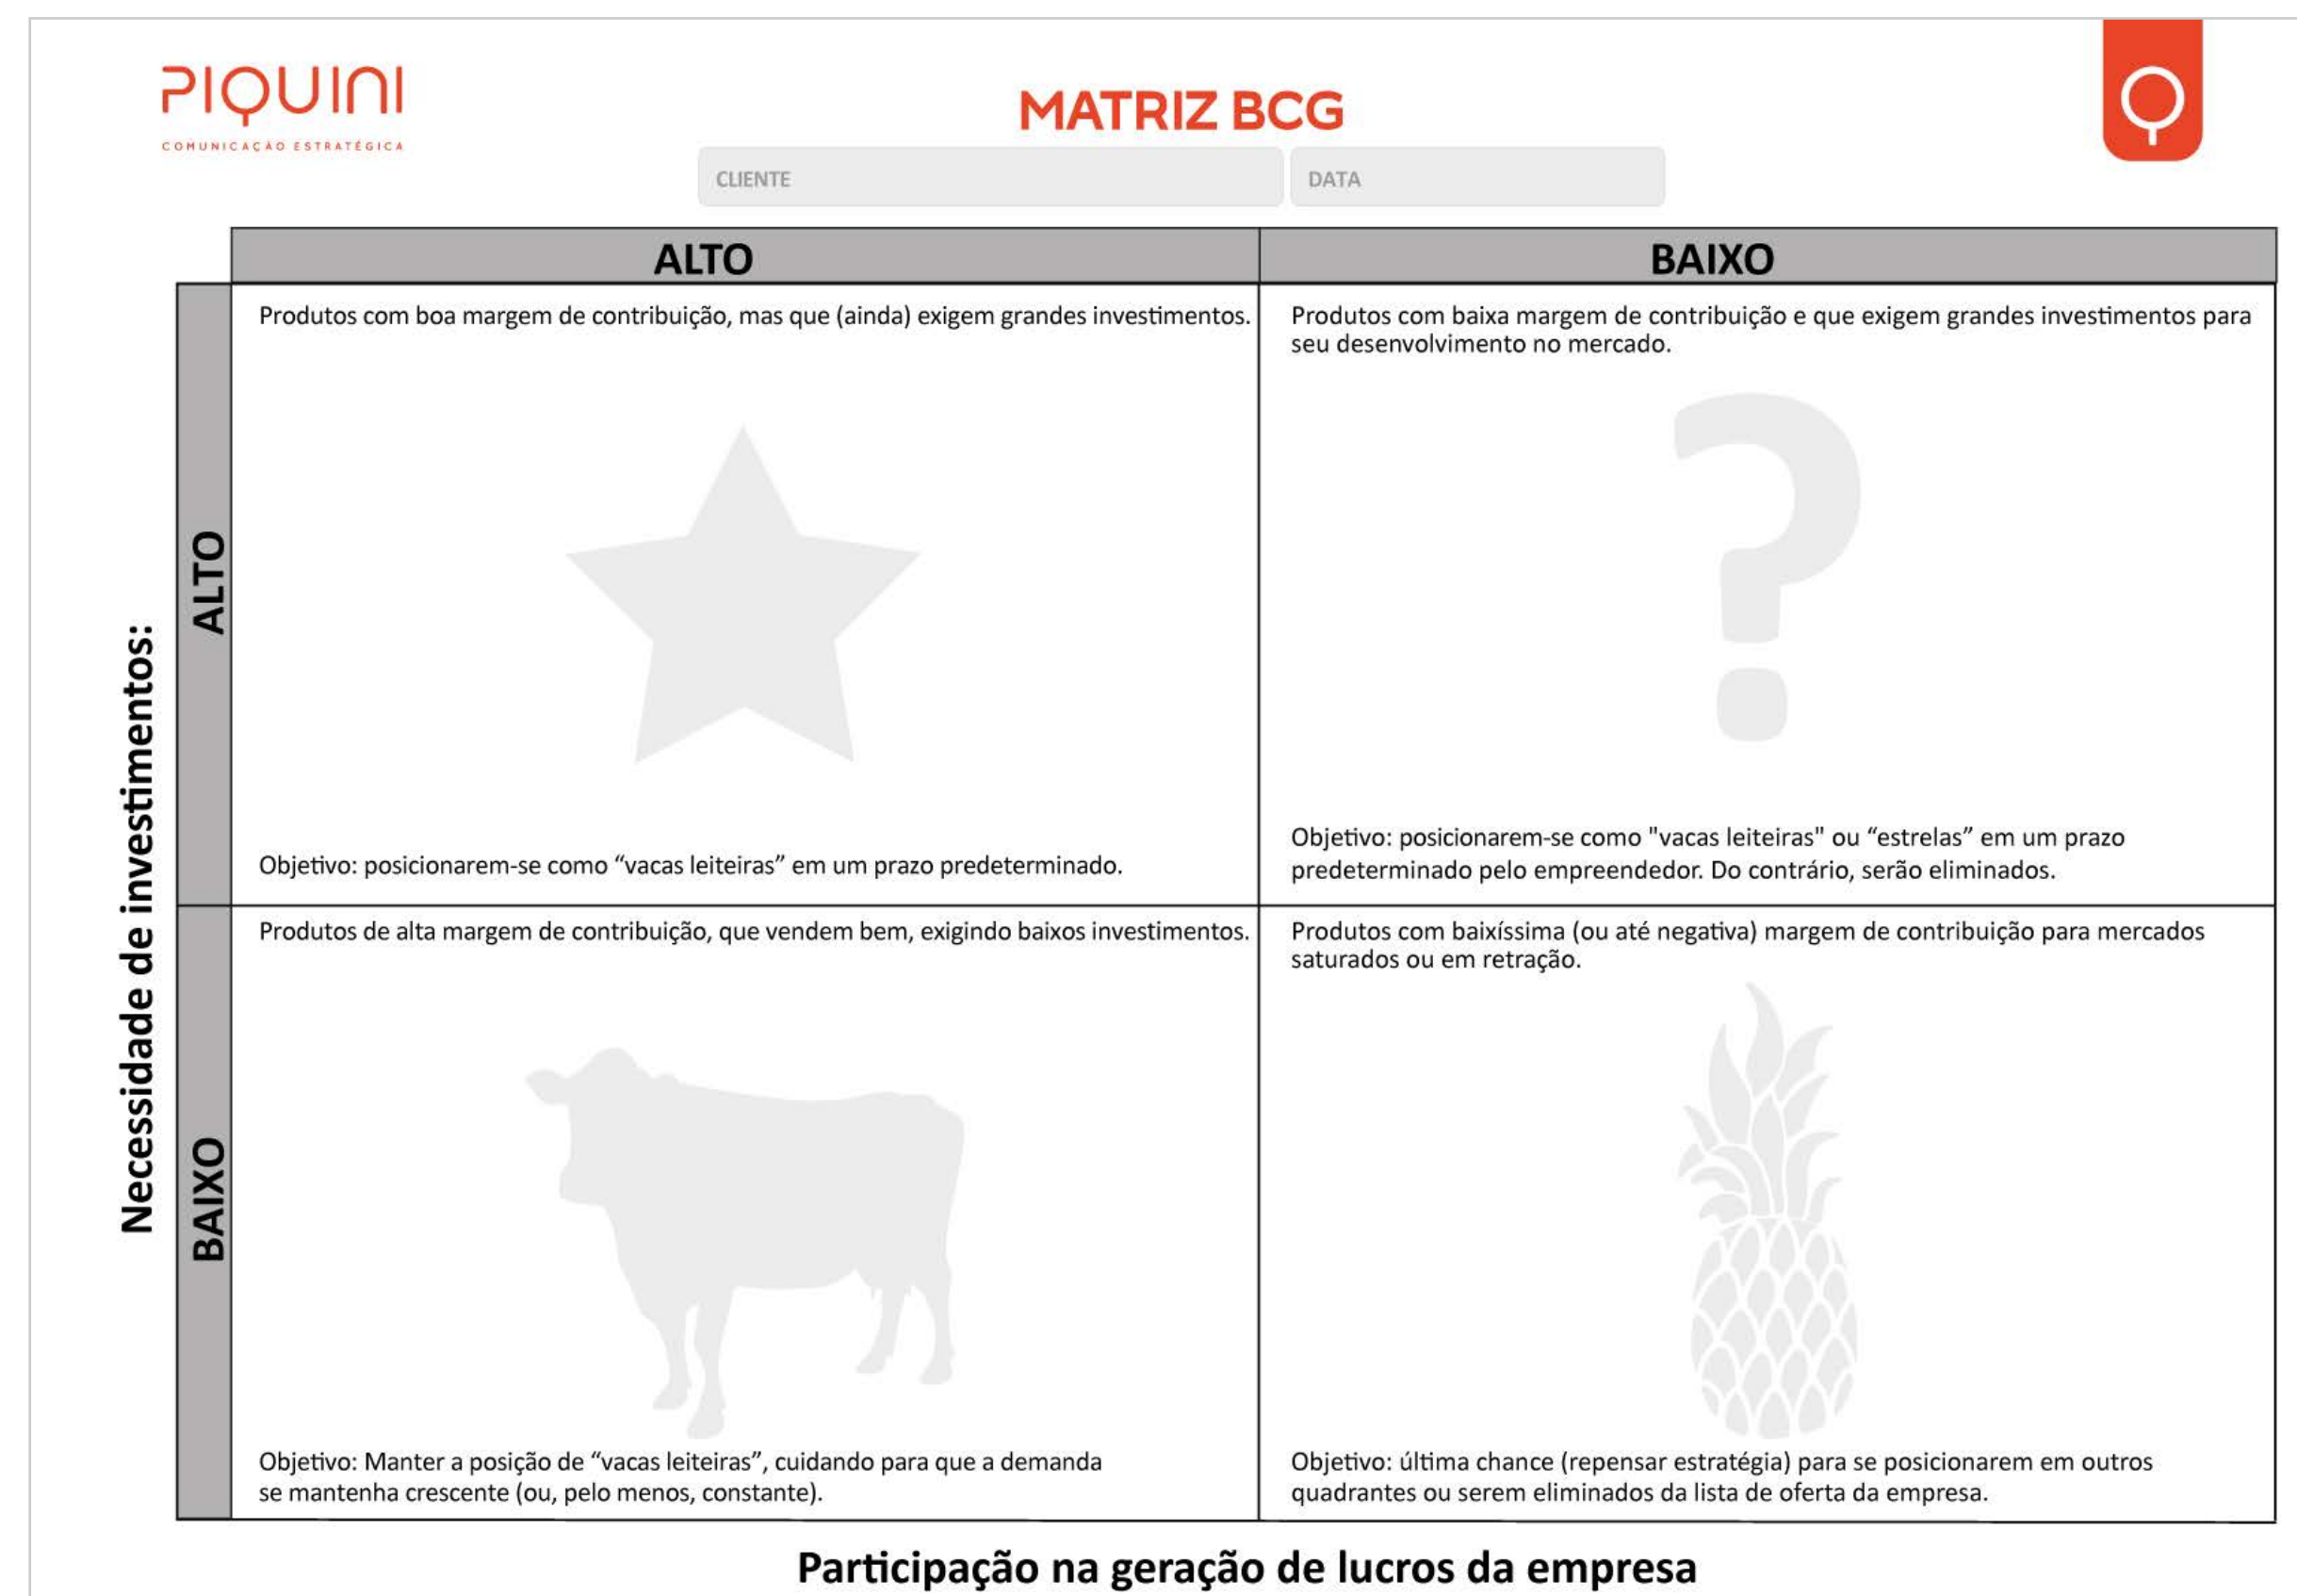 PIQUINI
COMUNICAÇÃO ESTRATÉGICA
MATRIZ BCG
CLIENTE
DATA
ALTO
BAIXO
Necessidade de investimentos:
ALTO
Produtos com boa margem de contribuição, mas que (ainda) exigem grandes investimentos.
Objetivo: posicionarem-se como “vacas leiteiras” em um prazo predeterminado.
Produtos com baixa margem de contribuição e que exigem grandes investimentos para
seu desenvolvimento no mercado.
?
Objetivo: posicionarem-se como "vacas leiteiras" ou “estrelas” em um prazo
predeterminado pelo empreendedor. Do contrário, serão eliminados.
BAIXO
Produtos de alta margem de contribuição, que vendem bem, exigindo baixos investimentos.
Objetivo: Manter a posição de “vacas leiteiras”, cuidando para que a demanda
se mantenha crescente (ou, pelo menos, constante).
Produtos com baixíssima (ou até negativa) margem de contribuição para mercados
saturados ou em retração.
Objetivo: última chance (repensar estratégia) para se posicionarem em outros
quadrantes ou serem eliminados da lista de oferta da empresa.
Participação na geração de lucros da empresa